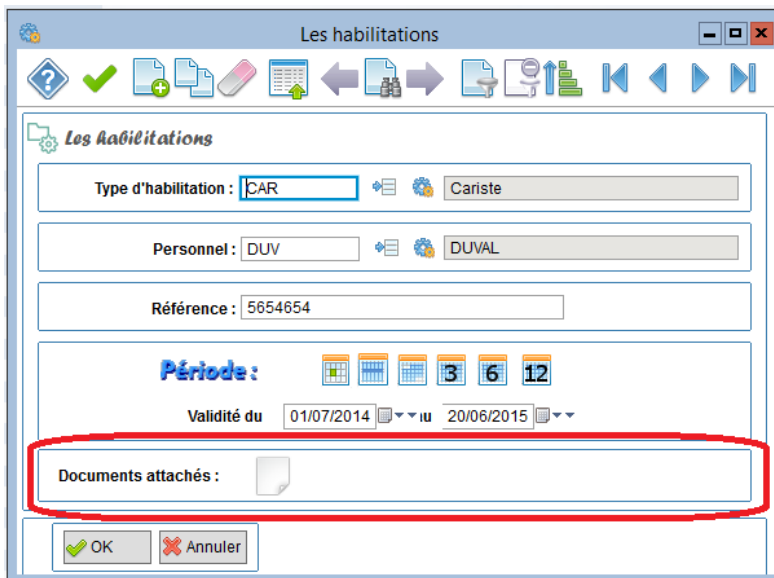 Les habilitations
Les habilitations
Type d'habilitation : CAR Cariste
Personnel : DUV DUVAL
Référence : 5654654
Période : 3 6 12
Validité du 01/07/2014 ıu 20/06/2015
Documents attachés :
OK Annuler